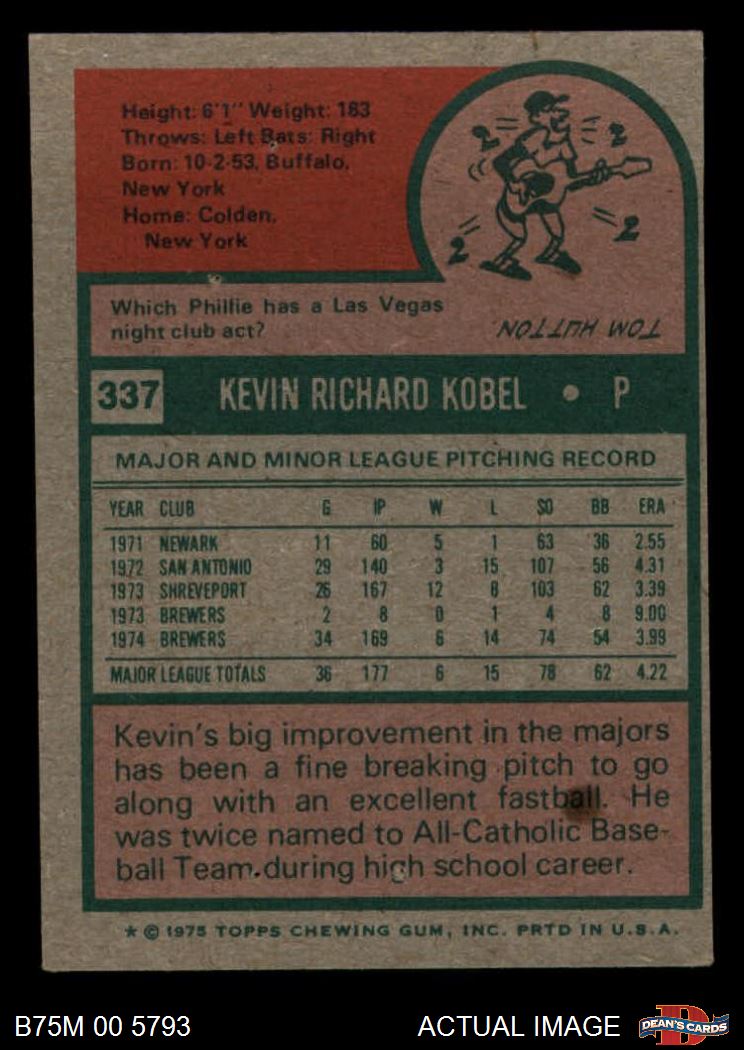 Height: 6'1" Weight: 183
Throws: Left Bats: Right
Born: 10-2-53, Buffalo,
New York
Home: Colden,
New York
2 2
2 2
Which Phillie has a Las Vegas
night club act?
TOM HUTTON
337 KEVIN RICHARD KOBEL • P
MAJOR AND MINOR LEAGUE PITCHING RECORD
YEAR CLUB G IP W L SO BB ERA
1971 NEWARK 11 60 5 1 63 36 2.55
1972 SAN ANTONIO 29 140 3 15 107 56 4.31
1973 SHREVEPORT 26 167 12 8 103 62 3.39
1973 BREWERS 2 8 0 1 4 8 9.00
1974 BREWERS 34 169 6 14 74 54 3.99
MAJOR LEAGUE TOTALS 36 177 6 15 78 62 4.22
Kevin's big improvement in the majors
has been a fine breaking pitch to go
along with an excellent fastball. He
was twice named to All-Catholic Base-
ball Team during high school career.
* © 1975 TOPPS CHEWING GUM, INC. PRTD IN U.S.A.
B75M 00 5793 ACTUAL IMAGE DEAN'S CARDS